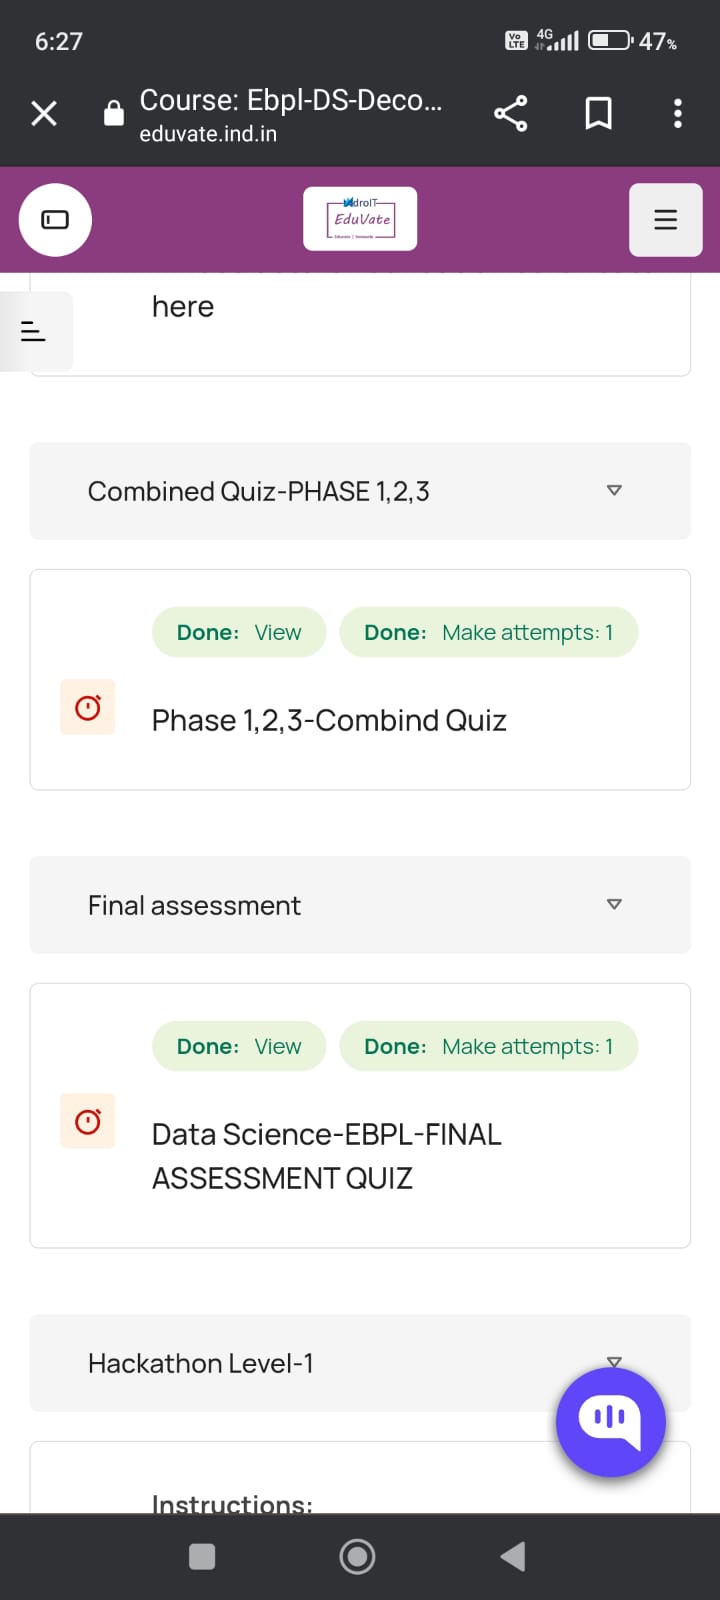 6:27
Vo LTE 4G 47%
Course: Ebpl-DS-Deco...
eduvate.ind.in
droIT
EduVate
here
Combined Quiz-PHASE 1,2,3
Done: View Done: Make attempts: 1
Phase 1,2,3-Combind Quiz
Final assessment
Done: View Done: Make attempts: 1
Data Science-EBPL-FINAL
ASSESSMENT QUIZ
Hackathon Level-1
Instructions: